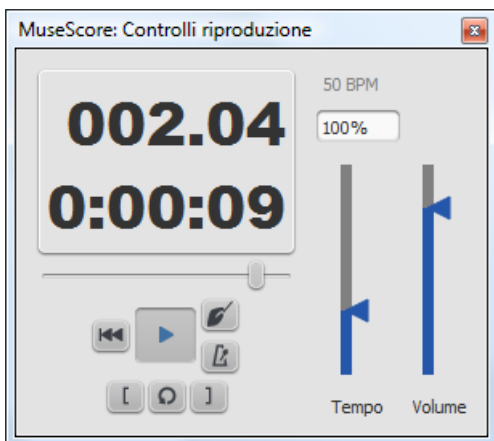 MuseScore: Controlli riproduzione
002.04
0:00:09
50 BPM
100%
[ ]
Tempo
Volume